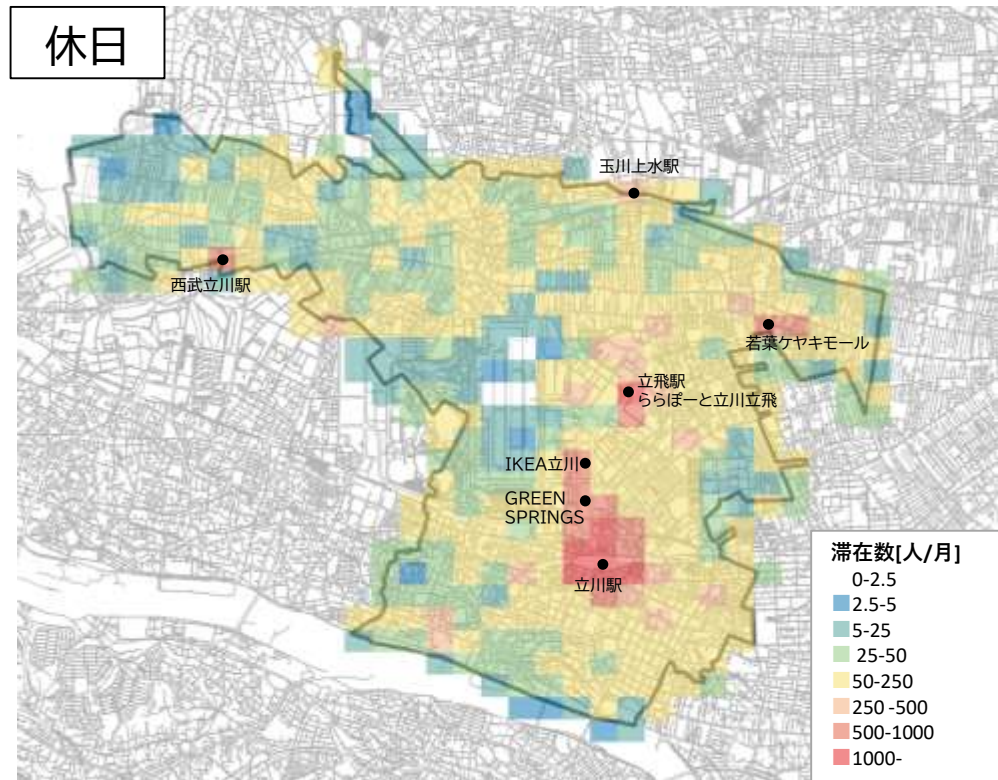 休日
玉川上水駅
西武立川駅
若葉ケヤキモール
立飛駅
ららぽーと立川立飛
IKEA立川
GREEN
SPRINGS
立川駅
滞在数[人/月]
0-2.5
2.5-5
5-25
25-50
50-250
250 -500
500-1000
1000-